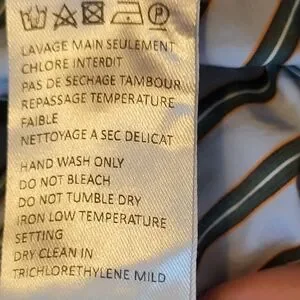 LAVAGE MAIN SEULEMENT
CHLORE INTERDIT
PAS DE SECHAGE TAMBOUR
REPASSAGE TEMPERATURE
FAIBLE
NETTOYAGE A SEC DELICAT
HAND WASH ONLY
DO NOT BLEACH
DO NOT TUMBLE DRY
IRON LOW TEMPERATURE
SETTING
DRY CLEAN IN
TRICHLORETHYLENE MILD